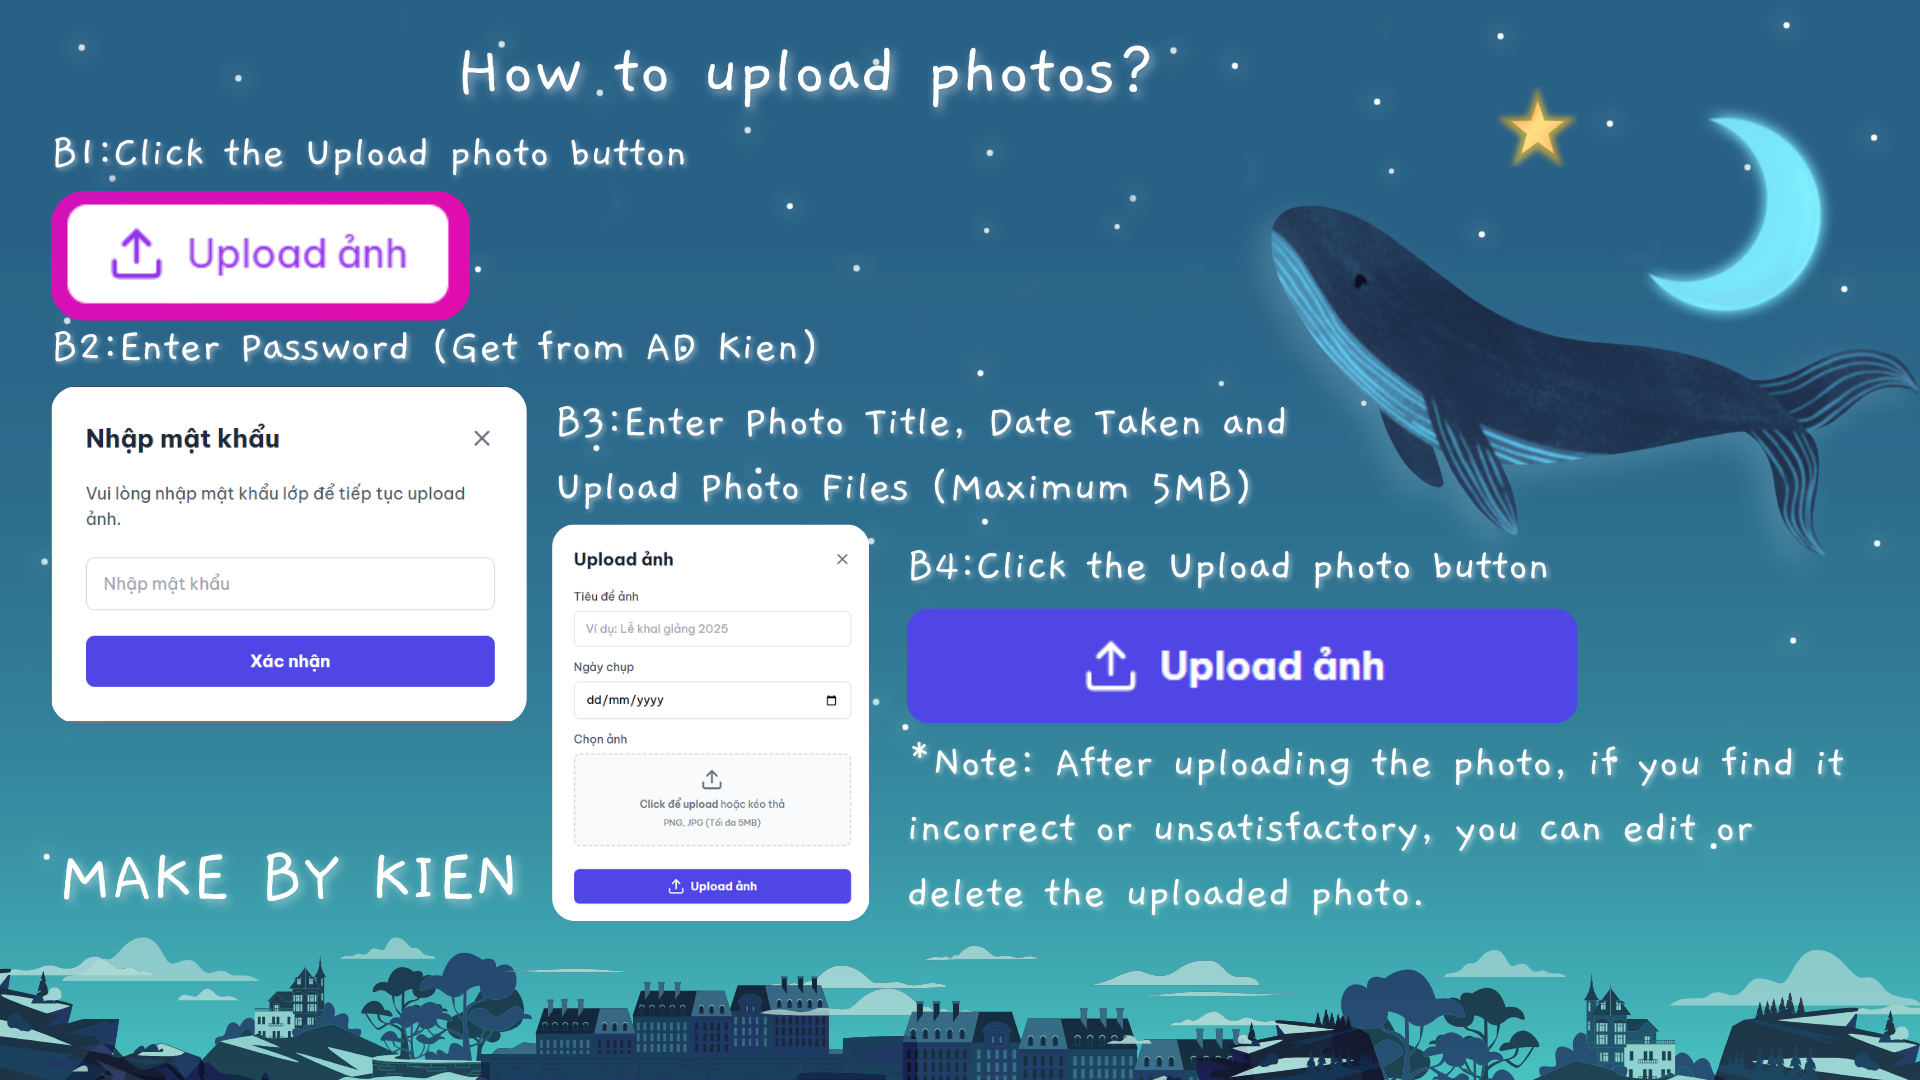 How to upload photos?
B1:Click the Upload photo button
Upload ảnh
B2:Enter Password (Get from AD Kien)
Nhập mật khẩu
Vui lòng nhập mật khẩu lớp để tiếp tục upload
ảnh.
Nhập mật khẩu
Xác nhận
B3:Enter Photo Title, Date Taken and
Upload Photo Files (Maximum 5MB)
Upload ảnh
Tiêu đề ảnh
Ví dụ: Lễ khai giảng 2025
Ngày chụp
dd/mm/yyyy
Chọn ảnh
Click để upload hoặc kéo thả
PNG, JPG (Tối đa 5MB)
Upload ảnh
B4:Click the Upload photo button
Upload ảnh
*Note: After uploading the photo, if you find it
incorrect or unsatisfactory, you can edit or
delete the uploaded photo.
MAKE BY KIEN